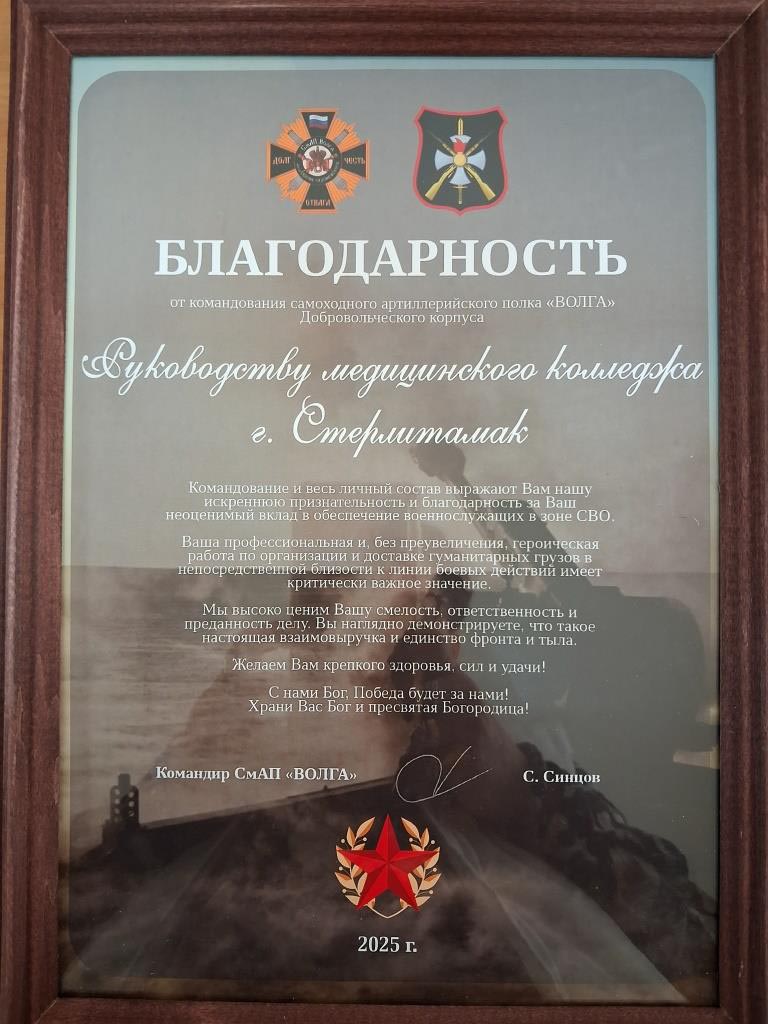 ДОЛГ
ЧЕСТЬ
ОТВАГА
БЛАГОДАРНОСТЬ
от командования самоходного артиллерийского полка «ВОЛГА»
Добровольческого корпуса
Руководству медицинского колледжа
г. Стерлитамак
Командование и весь личный состав выражают Вам нашу
искреннюю признательность и благодарность за Ваш
неоценимый вклад в обеспечение военнослужащих в зоне СВО.
Ваша профессиональная и, без преувеличения, героическая
работа по организации и доставке гуманитарных грузов в
непосредственной близости к линии боевых действий имеет
критически важное значение.
Мы высоко ценим Вашу смелость, ответственность и
преданность делу. Вы наглядно демонстрируете, что такое
настоящая взаимовыручка и единство фронта и тыла.
Желаем Вам крепкого здоровья, сил и удачи!
С нами Бог, Победа будет за нами!
Храни Вас Бог и пресвятая Богородица!
Командир СмАП «ВОЛГА»
С. Синцов
2025 г.